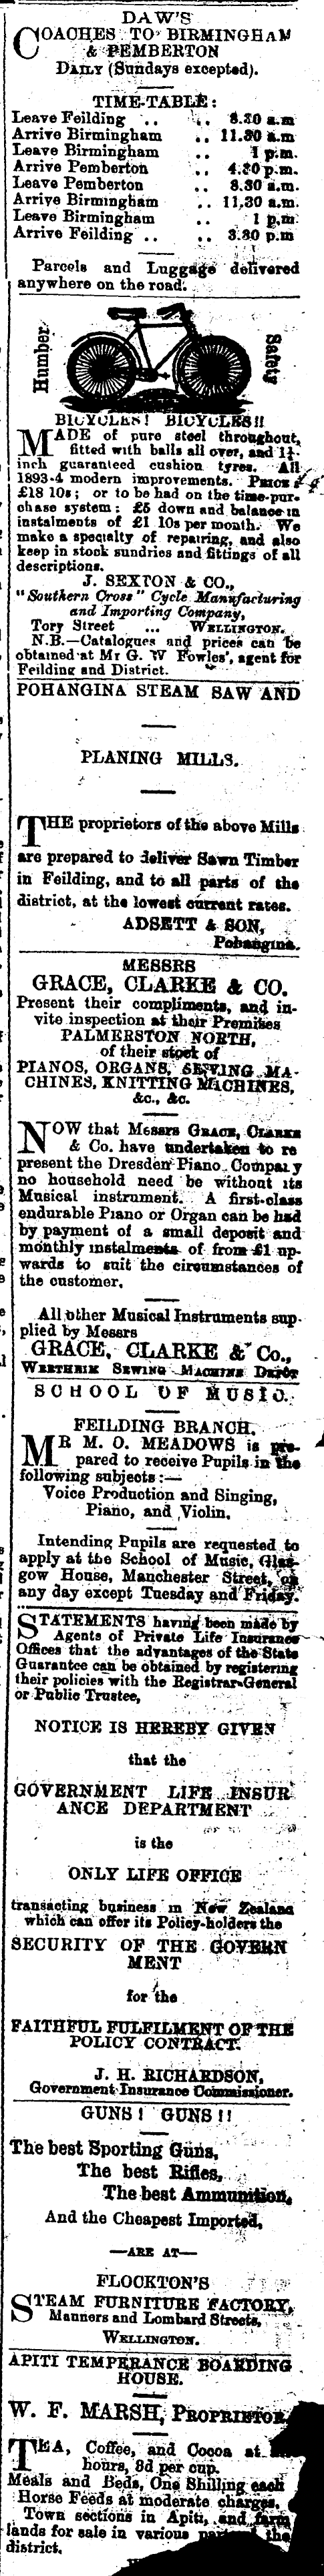 DAW'S
COACHES TO BIRMINGHAM
& PEMBERTON
DAILY (Sundays excepted).
TIME-TABLE:
Leave Feilding .. .. 8.30 a.m
Arrive Birmingham .. 11.30 a.m.
Leave Birmingham .. 1 p.m.
Arrive Pemberton .. 4.30 p.m.
Leave Pemberton .. 8.30 a.m.
Arrive Birmingham .. 11.30 a.m.
Leave Birmingham .. 1 p.m.
Arrive Feilding .. .. 3.30 p.m
Parcels and Luggage delivered
anywhere on the road.
Humber
Safety
BICYCLES! BICYCLES!!
MADE of pure steel throughout,
fitted with balls all over, and 1½-
inch guaranteed cushion tyres. All
1893-4 modern improvements. PRICE
£18 10s; or to be had on the time-pur-
chase system: £5 down and balance in
instalments of £1 10s per month. We
make a specialty of repairing, and also
keep in stock sundries and fittings of all
descriptions.
J. SEXTON & CO.,
"Southern Cross" Cycle Manufacturing
and Importing Company,
Tory Street ... WELLINGTON.
N.B.—Catalogues and prices can be
obtained at Mr G. W Fowles', agent for
Feilding and District.
POHANGINA STEAM SAW AND
PLANING MILLS.
THE proprietors of the above Mills
are prepared to deliver Sawn Timber
in Feilding, and to all parts of the
district, at the lowest current rates.
ADSETT & SON,
Pohangina.
MESSRS
GRACE, CLARKE & CO.
Present their compliments, and in-
vite inspection at their Premises
PALMERSTON NORTH,
of their stock of
PIANOS, ORGANS, SEWING MA-
CHINES, KNITTING MACHINES,
&c., &c.
NOW that Messrs GRACE, CLARKE
& Co. have undertaken to re
present the Dresden Piano Company
no household need be without its
Musical instrument. A first-class
endurable Piano or Organ can be had
by payment of a small deposit and
monthly instalments of from £1 up-
wards to suit the circumstances of
the customer.
All other Musical Instruments sup-
plied by Messrs
GRACE, CLARKE & Co.,
WERTHEIM SEWING MACHINE DEPÔT
SCHOOL OF MUSIC.
FEILDING BRANCH.
MR M. O. MEADOWS is pre-
pared to receive Pupils in the
following subjects:—
Voice Production and Singing,
Piano, and Violin.
Intending Pupils are requested to
apply at the School of Music, Glas-
gow House, Manchester Street, on
any day except Tuesday and Friday.
STATEMENTS having been made by
Agents of Private Life Insurance
Offices that the advantages of the State
Guarantee can be obtained by registering
their policies with the Registrar-General
or Public Trustee,
NOTICE IS HEREBY GIVEN
that the
GOVERNMENT LIFE INSUR
ANCE DEPARTMENT
is the
ONLY LIFE OFFICE
transacting business in New Zealand
which can offer its Policy-holders the
SECURITY OF THE GOVERN
MENT
for the
FAITHFUL FULFILMENT OF THE
POLICY CONTRACT.
J. H. RICHARDSON,
Government Insurance Commissioner.
GUNS! GUNS!!
The best Sporting Guns,
The best Rifles,
The best Ammunition,
And the Cheapest Imported,
—ARE AT—
FLOCKTON'S
STEAM FURNITURE FACTORY,
Manners and Lombard Streets,
WELLINGTON.
APITI TEMPERANCE BOARDING
HOUSE.
W. F. MARSH, PROPRIETOR
TEA, Coffee, and Cocoa at
hours, 3d per cup.
Meals and Beds, One Shilling each
Horse Feeds at moderate charges.
Town sections in Apiti, and farm
lands for sale in various the
district.